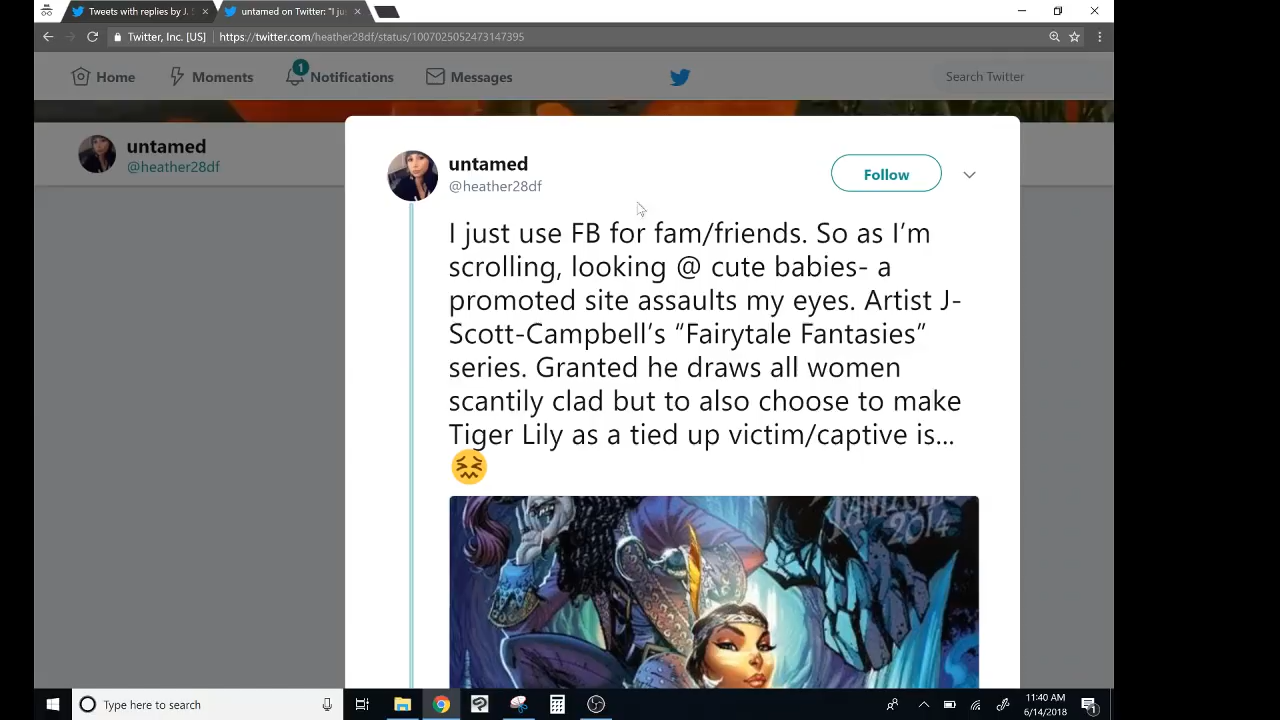 Tweets with replies by J.
untamed on Twitter: "I ju
Twitter, Inc. [US]
https://twitter.com/heather28df/status/1007025052473147395
Home
Moments
1
Notifications
Messages
Search Twitter
untamed
@heather28df
untamed
@heather28df
Follow
I just use FB for fam/friends. So as I’m
scrolling, looking @ cute babies- a
promoted site assaults my eyes. Artist J-
Scott-Campbell’s “Fairytale Fantasies”
series. Granted he draws all women
scantily clad but to also choose to make
Tiger Lily as a tied up victim/captive is...
2014
Type here to search
11:40 AM
6/14/2018
1